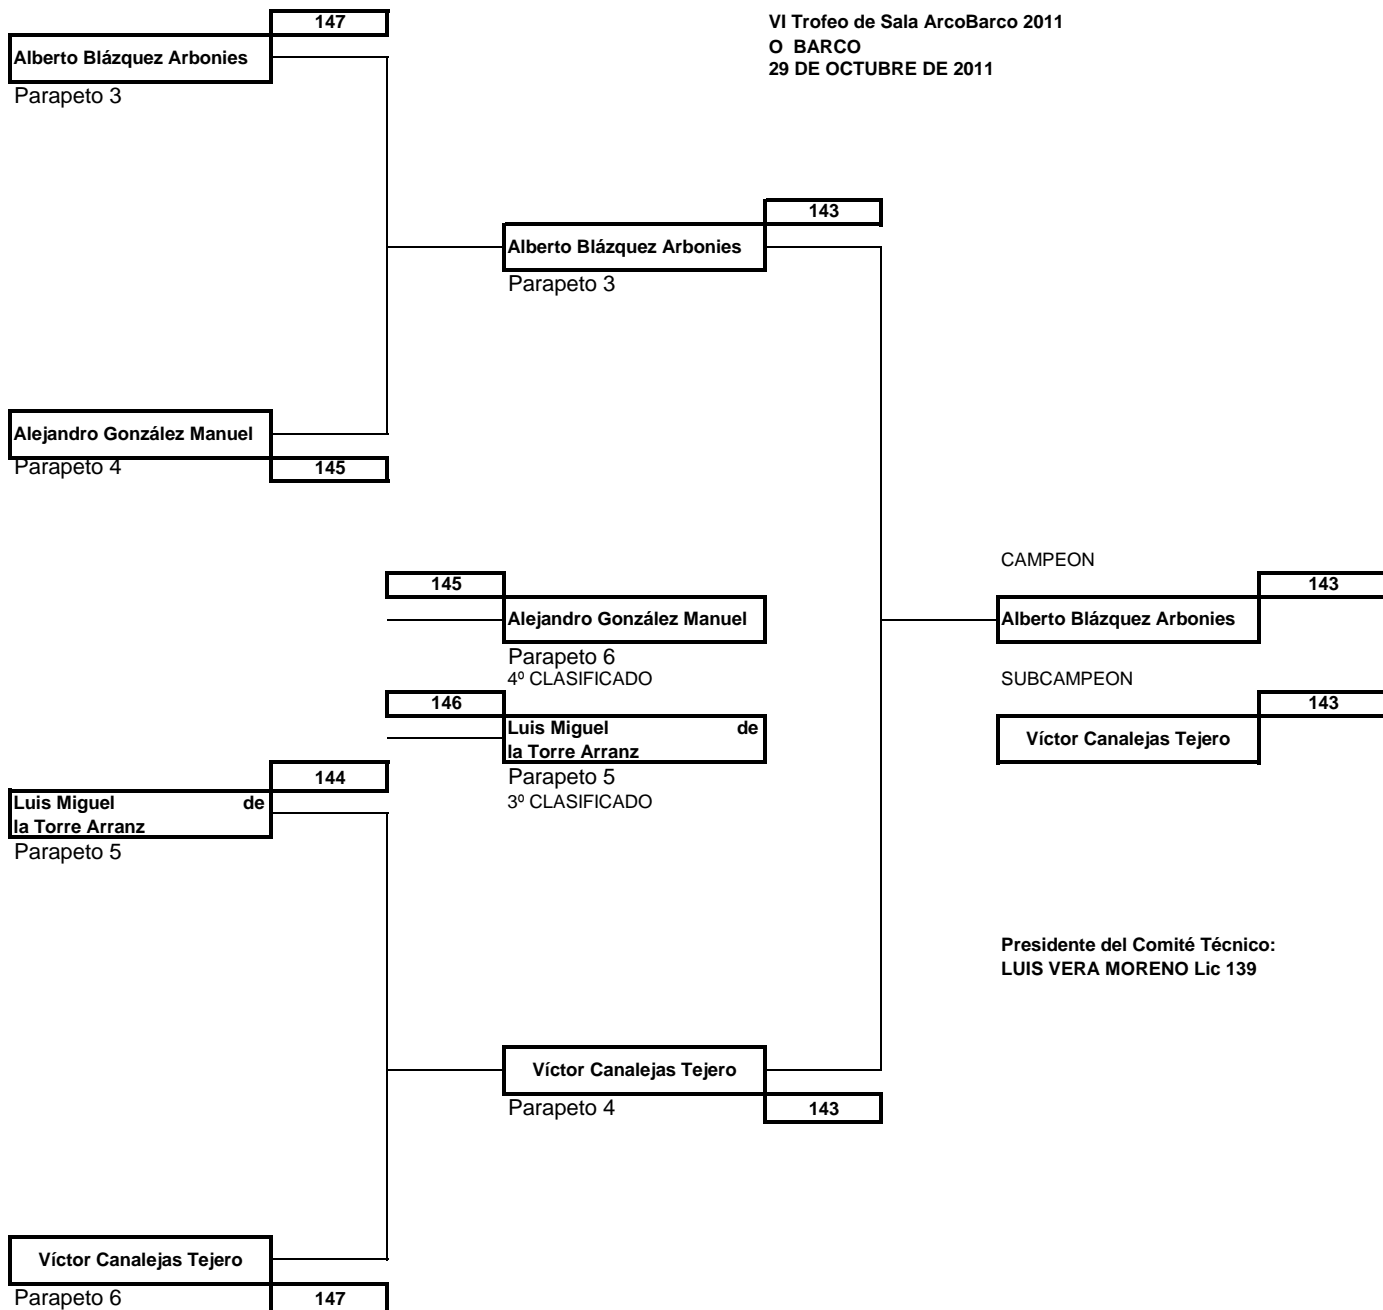 147
VI Trofeo de Sala ArcoBarco 2011
Alberto Blázquez Arbonies
O BARCO
29 DE OCTUBRE DE 2011
Parapeto 3
143
Alberto Blázquez Arbonies
Parapeto 3
Alejandro González Manuel
Parapeto 4
145
CAMPEON
145
143
Alejandro González Manuel
Alberto Blázquez Arbonies
Parapeto 6
4º CLASIFICADO
SUBCAMPEON
146
143
Luis Miguel de
la Torre Arranz
Víctor Canalejas Tejero
Parapeto 5
3º CLASIFICADO
144
Luis Miguel de
la Torre Arranz
Parapeto 5
Presidente del Comité Técnico:
LUIS VERA MORENO Lic 139
Víctor Canalejas Tejero
Parapeto 4
143
Víctor Canalejas Tejero
Parapeto 6
147